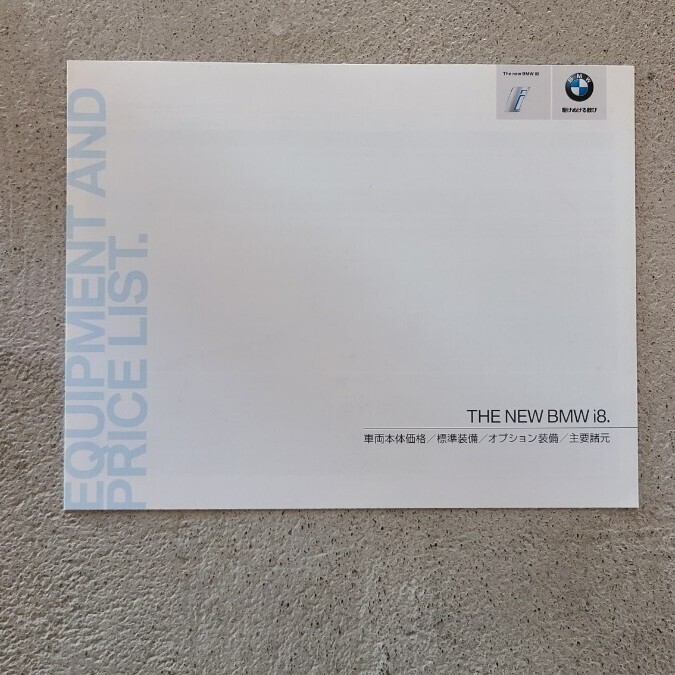 The new BMW i8
i
BMW
駆けぬける歓び
EQUIPMENT AND
PRICE LIST.
THE NEW BMW i8.
車両本体価格／標準装備／オプション装備／主要諸元